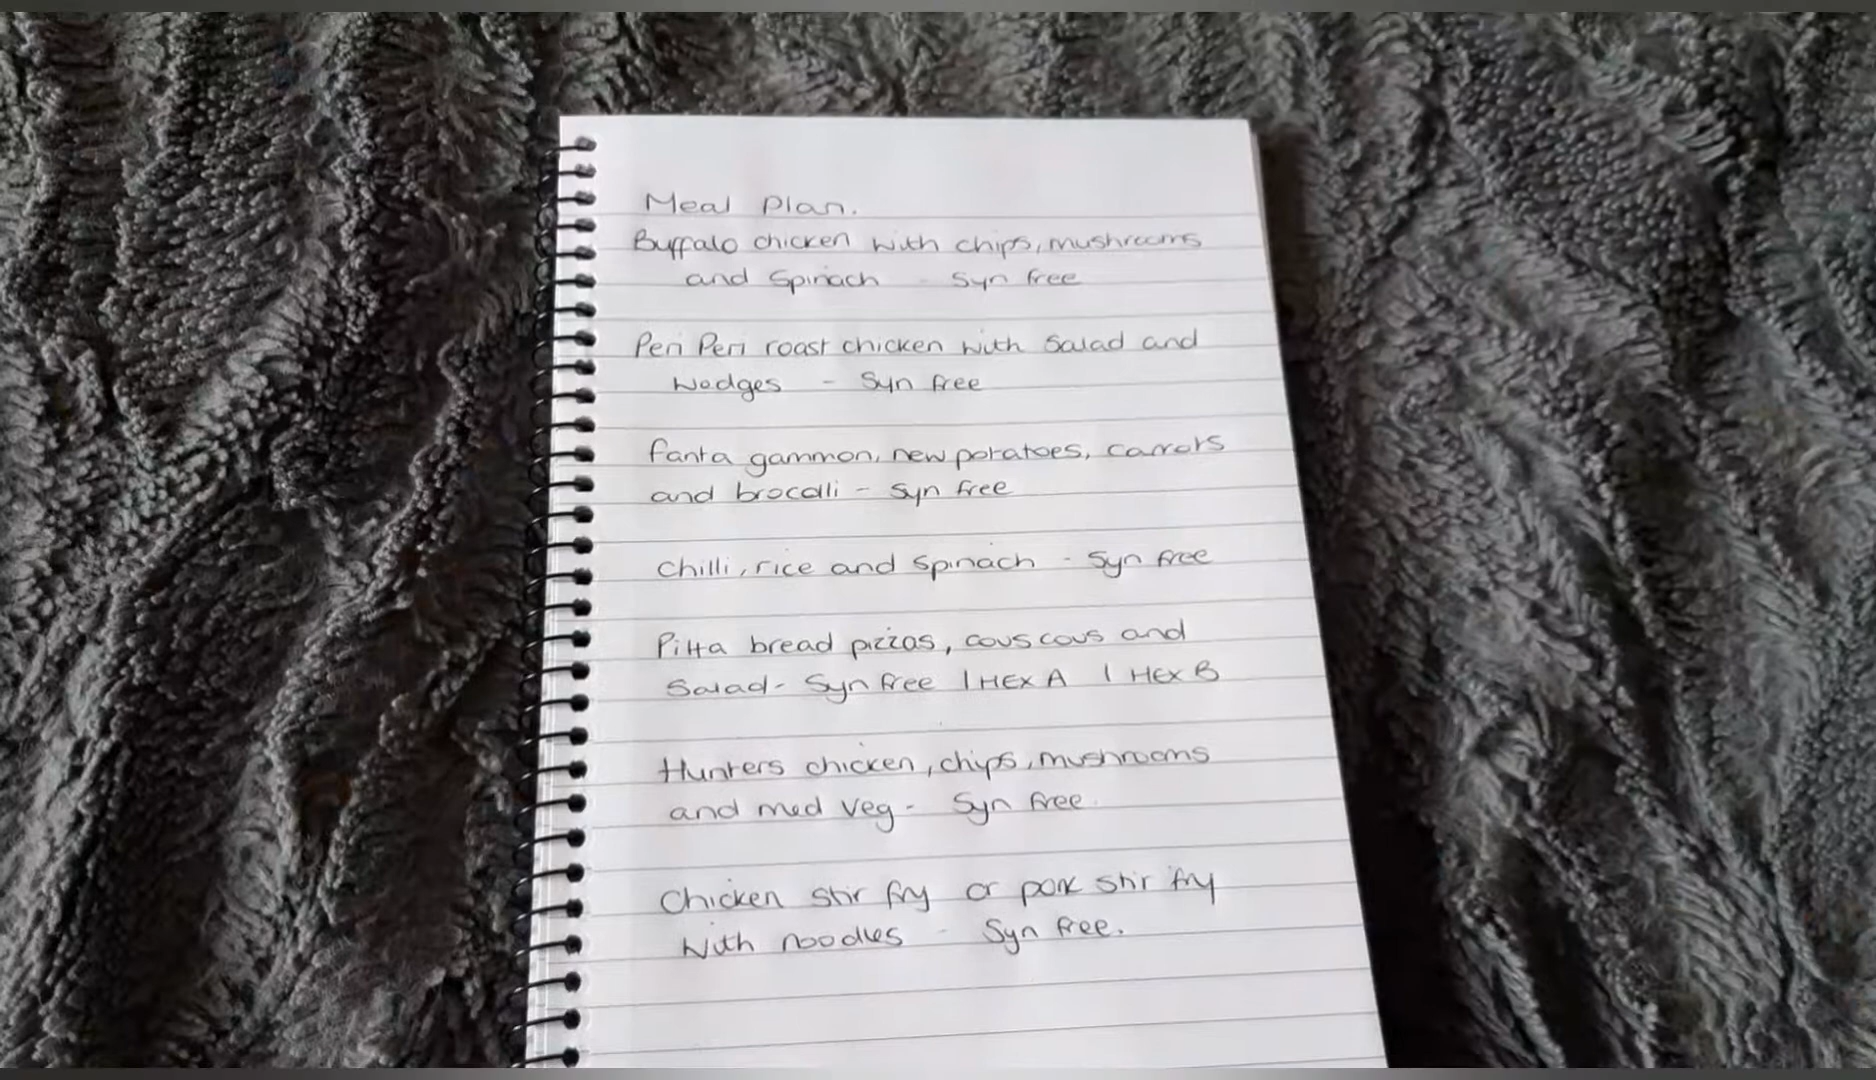 Meal Plan.
Buffalo chicken with chips, mushrooms
and Spinach - Syn free
Peri Peri roast chicken with Salad and
Wedges - Syn free
fanta gammon, new potatoes, carrots
and brocolli - Syn free
Chilli, rice and Spinach - Syn free
Pitta bread pizzas, cous cous and
Salad - Syn free 1 HEX A 1 HEX B
Hunters chicken, chips, mushrooms
and med veg - Syn free.
Chicken stir fry or pork stir fry
with noodles - Syn free.